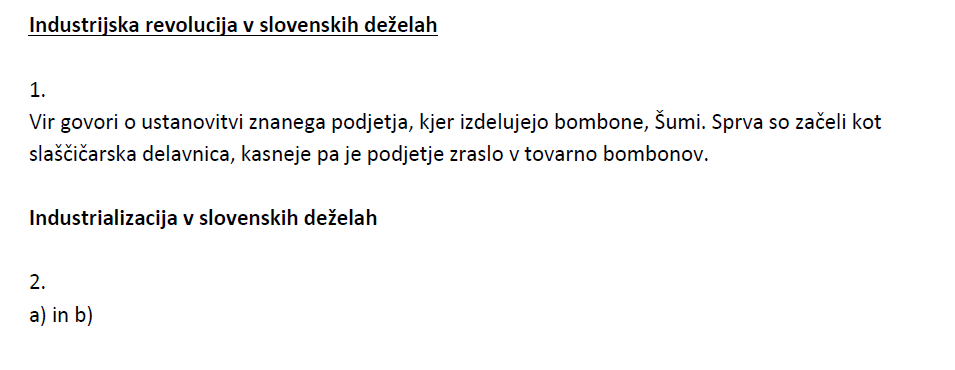 Industrijska revolucija v slovenskih deželah
1.
Vir govori o ustanovitvi znanega podjetja, kjer izdelujejo bombone, Šumi. Sprva so začeli kot
slaščičarska delavnica, kasneje pa je podjetje zraslo v tovarno bombonov.
Industrializacija v slovenskih deželah
2.
a) in b)